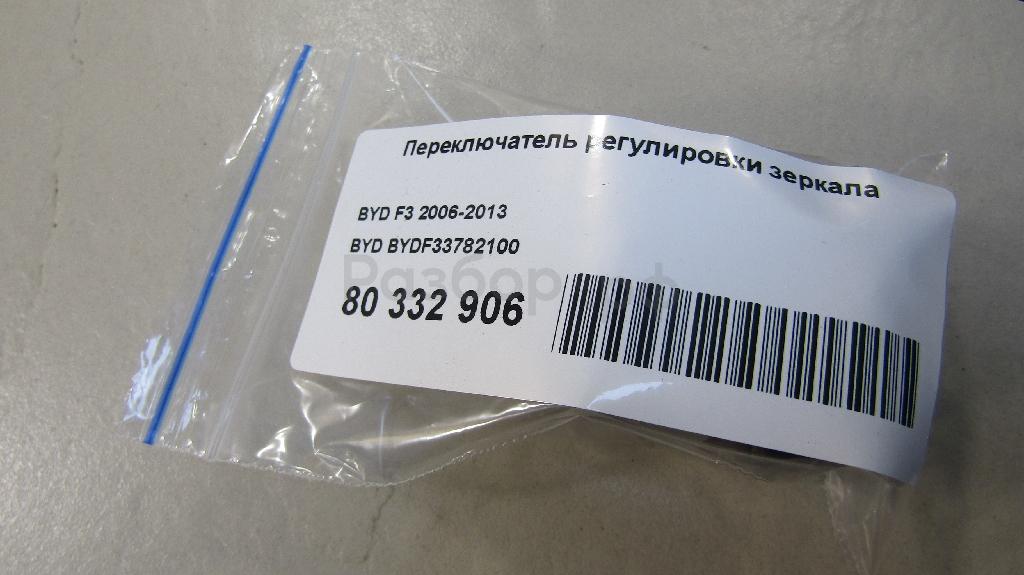 Переключатель регулировки зеркала
BYD F3 2006-2013
BYD BYDF33782100
80 332 906